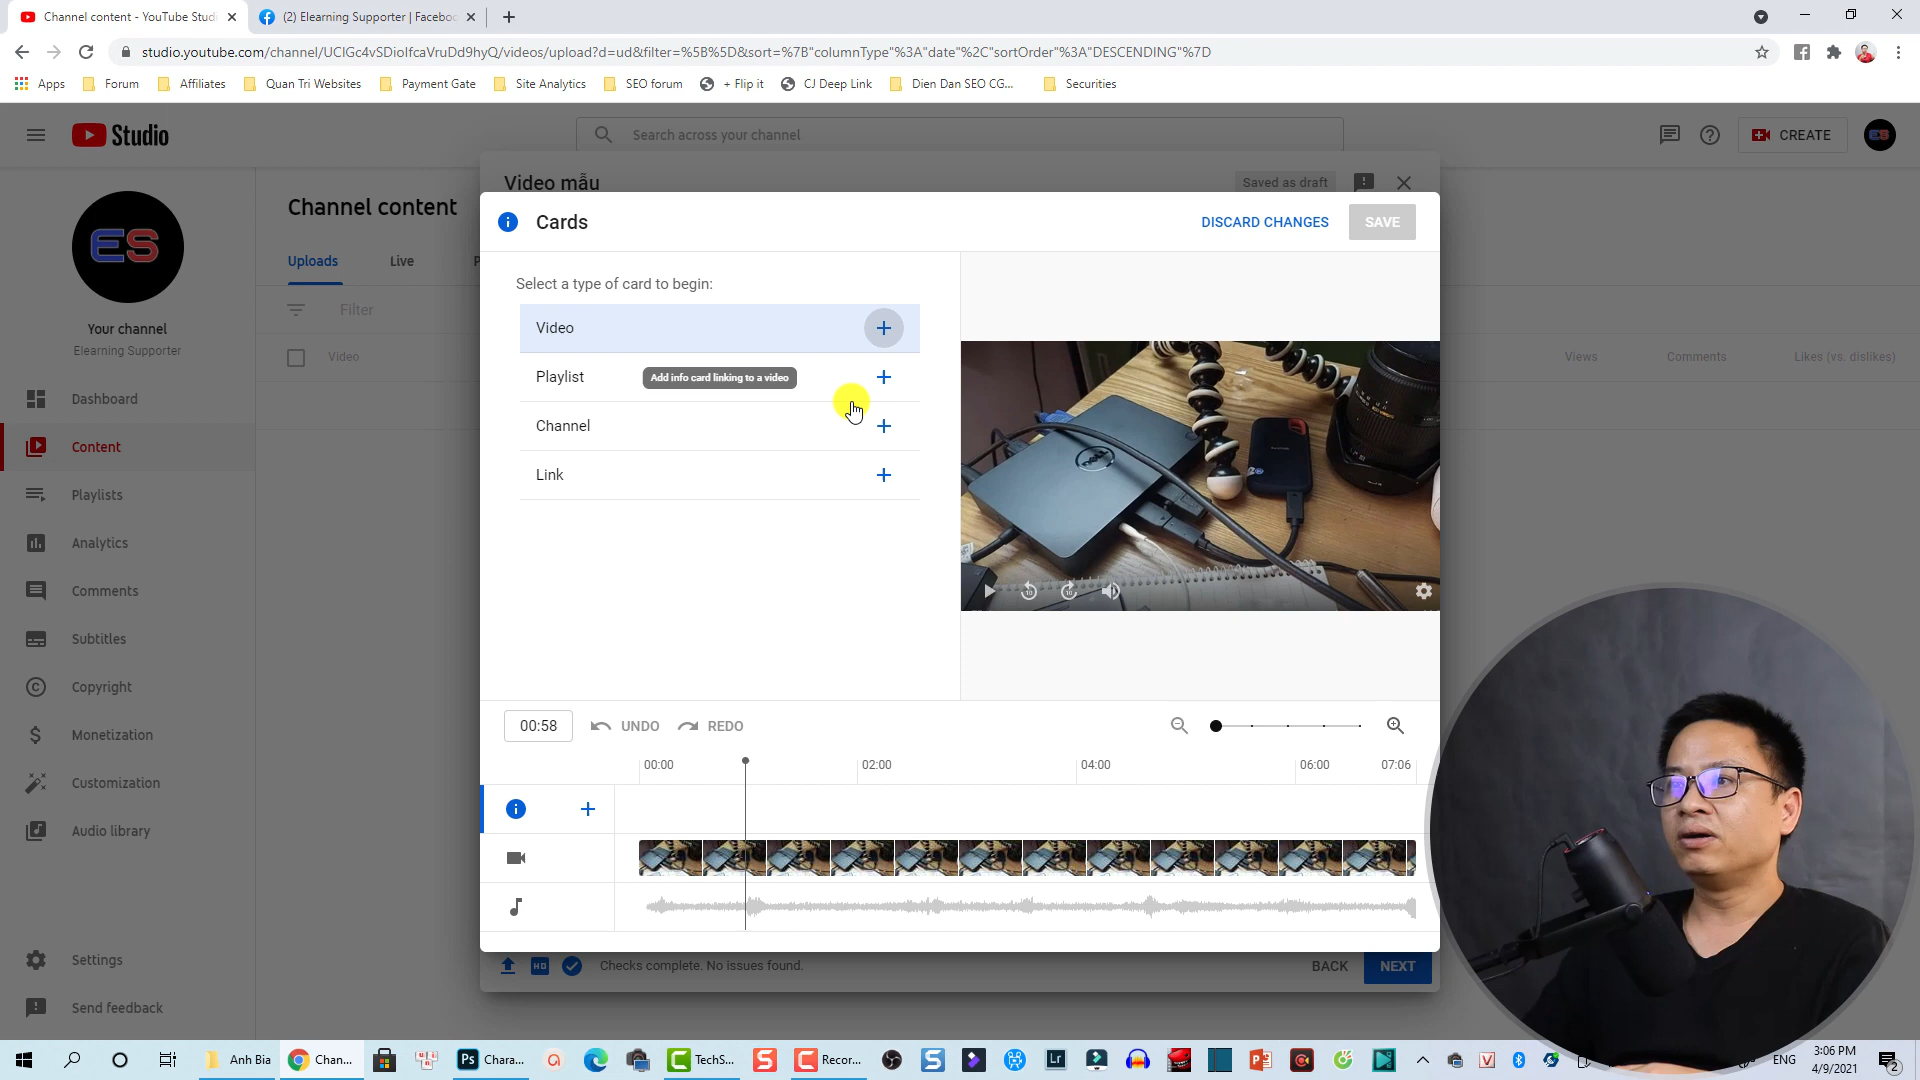 Channel content - YouTube Studi
(2) Elearning Supporter | Faceboo
studio.youtube.com/channel/UCIGc4vSDioIfcaVruDd9hyQ/videos/upload?d=ud&filter=%5B%5D&sort=%7B"columnType"%3A"date"%2C"sortOrder"%3A"DESCENDING"%7D
Apps
Forum
Affiliates
Quan Tri Websites
Payment Gate
Site Analytics
SEO forum
+ Flip it
CJ Deep Link
Dien Dan SEO CG...
Securities
Studio
Search across your channel
CREATE
ES
Video mẫu
Saved as draft
Channel content
Cards
DISCARD CHANGES
SAVE
Uploads
Live
P
Select a type of card to begin:
Filter
Your channel
Elearning Supporter
Video
Video
Views
Comments
Likes (vs. dislikes)
Playlist
Add info card linking to a video
Channel
Link
DELL
Dashboard
Content
Playlists
Analytics
Comments
Subtitles
Copyright
Monetization
Customization
Audio library
Settings
Send feedback
00:58
UNDO
REDO
00:00
02:00
04:00
06:00
07:06
HD
Checks complete. No issues found.
BACK
NEXT
Anh Bia
Chan...
Ps
Chara...
TechS...
Recor...
Lr
ENG
3:06 PM
4/9/2021
2